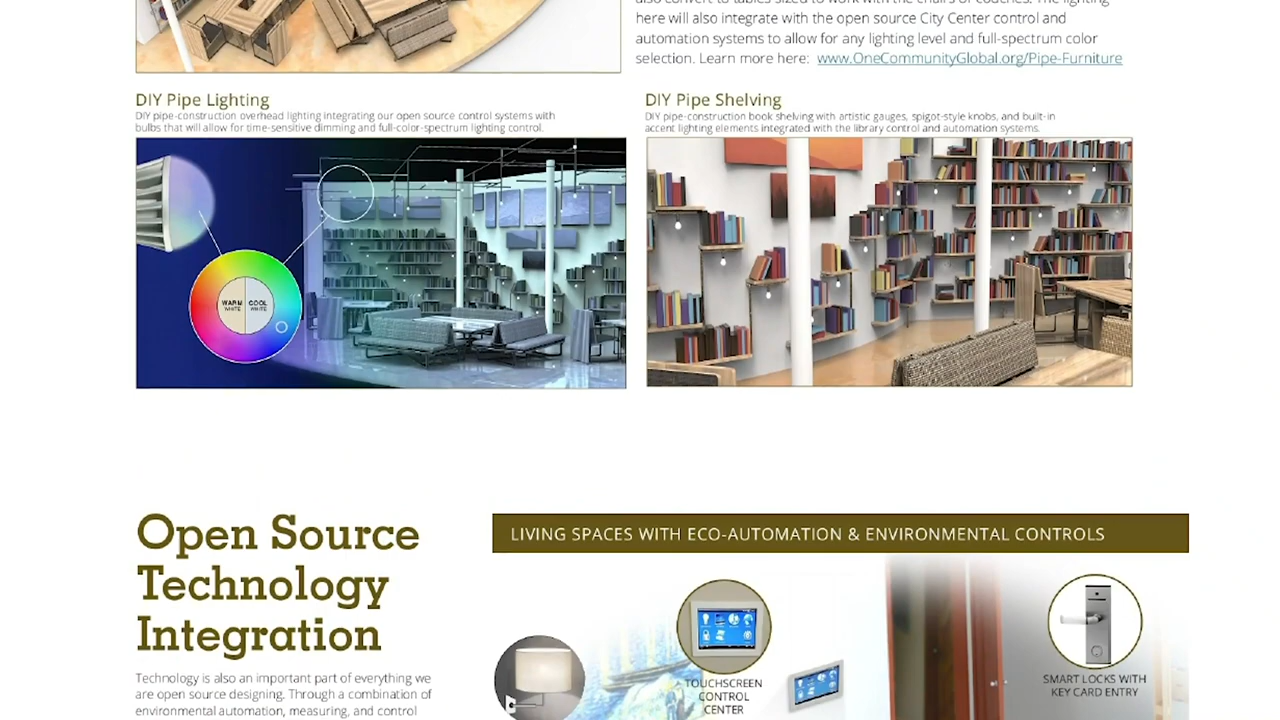 also convert to tables sized to work with the chairs or couches. The lighting
here will also integrate with the open source City Center control and
automation systems to allow for any lighting level and full-spectrum color
selection. Learn more here: www.OneCommunityGlobal.org/Pipe-Furniture
DIY Pipe Lighting
DIY pipe-construction overhead lighting integrating our open source control systems with
bulbs that will allow for time-sensitive dimming and full-color-spectrum lighting control.
WARM
WHITE
COOL
WHITE
DIY Pipe Shelving
DIY pipe-construction book shelving with artistic gauges, spigot-style knobs, and built-in
accent lighting elements integrated with the library control and automation systems.
Open Source
Technology
Integration
Technology is also an important part of everything we
are open source designing. Through a combination of
environmental automation, measuring, and control
LIVING SPACES WITH ECO-AUTOMATION & ENVIRONMENTAL CONTROLS
TOUCHSCREEN
CONTROL
CENTER
SMART LOCKS WITH
KEY CARD ENTRY